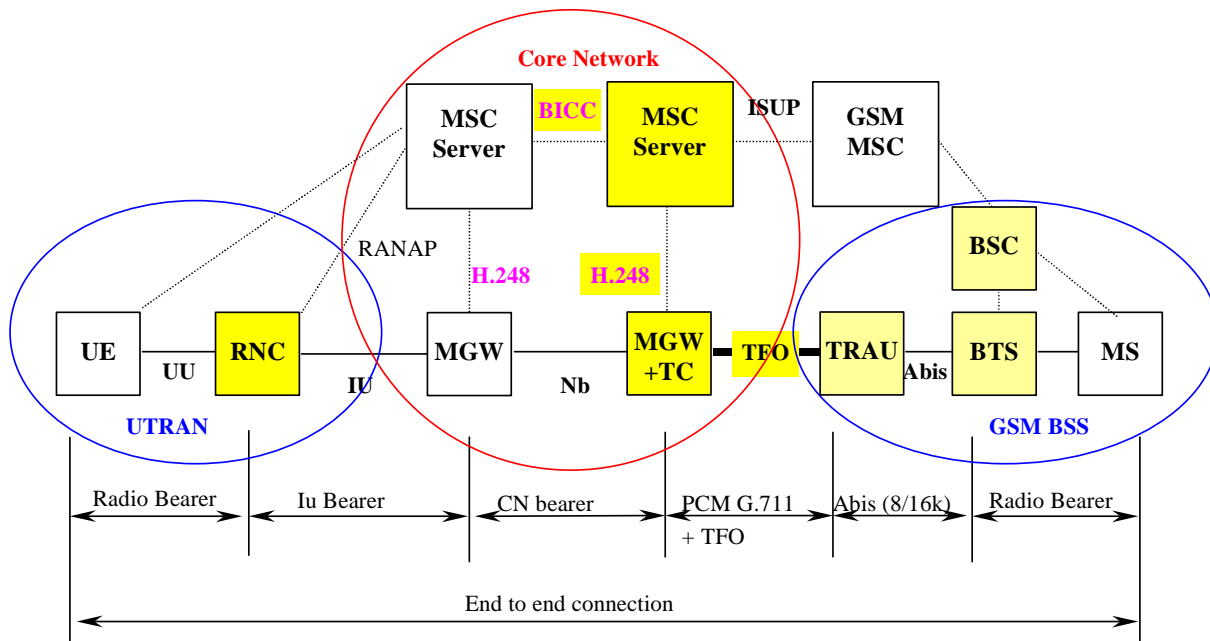 Core Network
MSC
Server
BICC
MSC
Server
ISUP
GSM
MSC
BSC
RANAP
H.248
H.248
UE
RNC
MGW
MGW
+TC
TFO
TRAU
BTS
MS
UU
IU
Nb
Abis
UTRAN
GSM BSS
Radio Bearer
Iu Bearer
CN bearer
PCM G.711
+ TFO
Abis (8/16k)
Radio Bearer
End to end connection